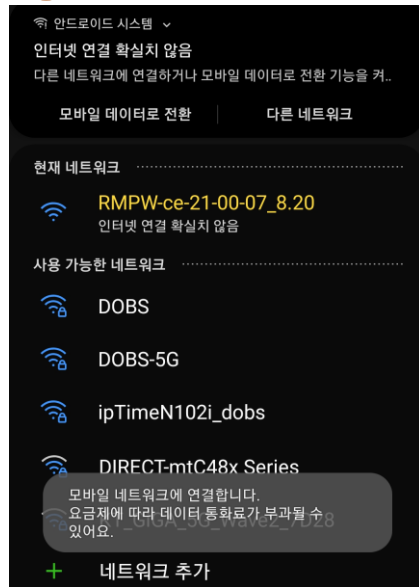 안드로이드 시스템
인터넷 연결 확실치 않음
다른 네트워크에 연결하거나 모바일 데이터로 전환 기능을 켜..
모바일 데이터로 전환
다른 네트워크
현재 네트워크
RMPW-ce-21-00-07_8.20
인터넷 연결 확실치 않음
사용 가능한 네트워크
DOBS
DOBS-5G
ipTimeN102i_dobs
DIRECT-mtC48x Series
모바일 네트워크에 연결합니다.
요금제에 따라 데이터 통화료가 부과될 수
있어요.
네트워크 추가